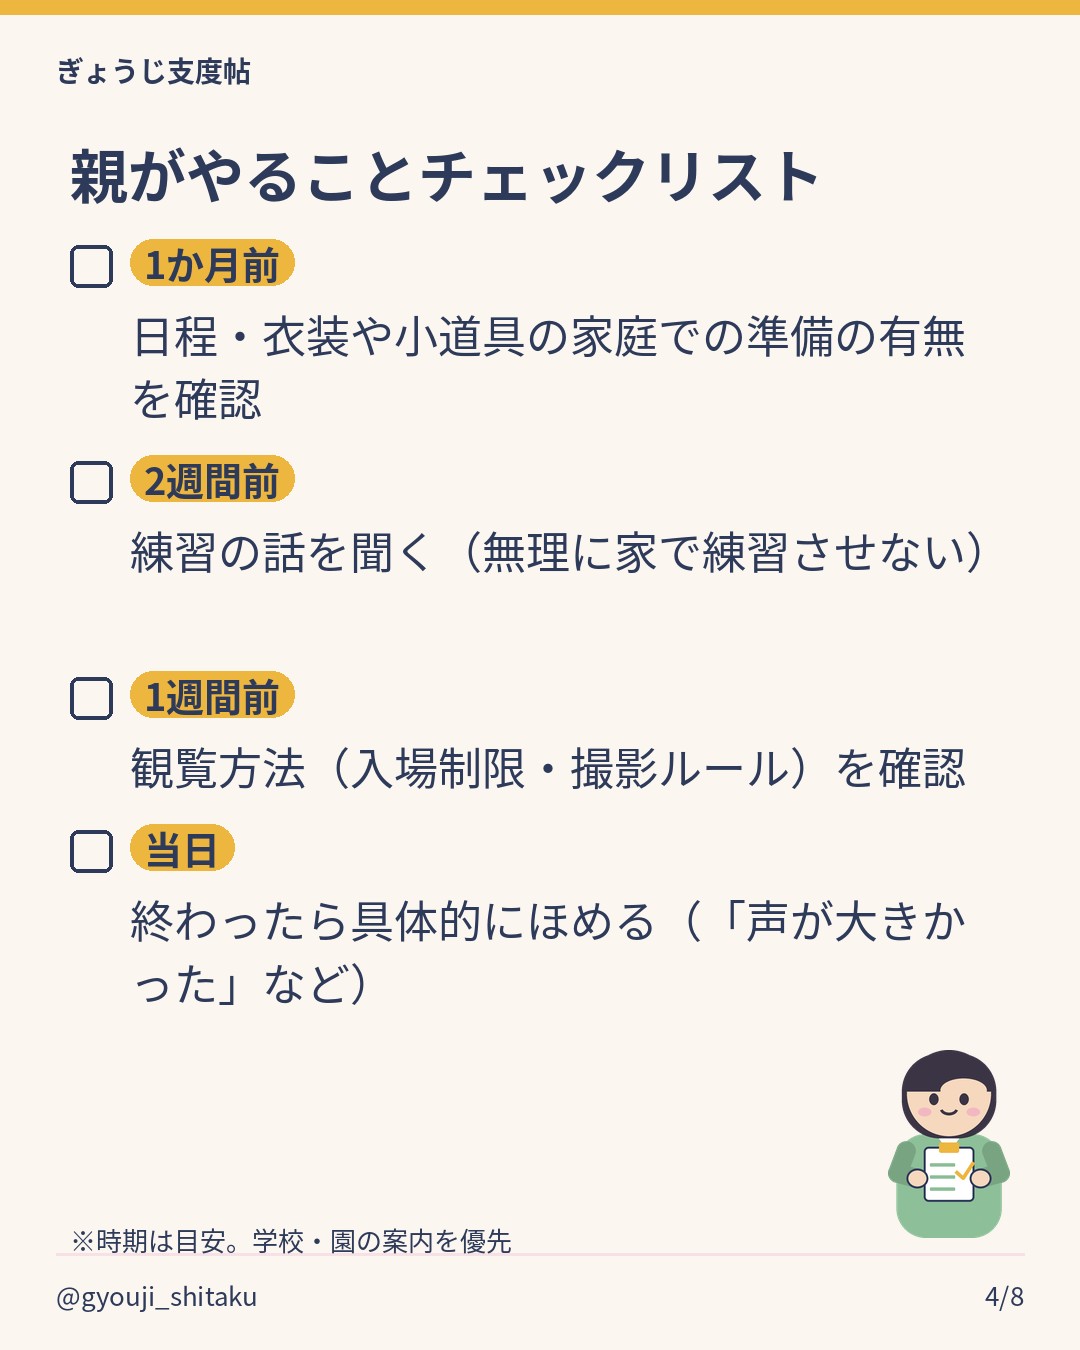 ぎょうじ支度帖
親がやることチェックリスト
1か月前
日程・衣装や小道具の家庭での準備の有無
を確認
2週間前
練習の話を聞く（無理に家で練習させない）
1週間前
観覧方法（入場制限・撮影ルール）を確認
当日
終わったら具体的にほめる（「声が大きか
った」など）
※時期は目安。学校・園の案内を優先
@gyouji_shitaku
4/8